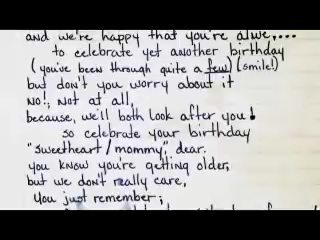 and we're happy that you're alive,...
to celebrate yet another birthday
(you've been through quite a few) (smile!)
but don't you worry about it
No!, Not at all,
because, we'll both look after you!
so celebrate your birthday
"sweetheart/mommy," dear.
you know you're getting older,
but we don't really care,
you just remember;